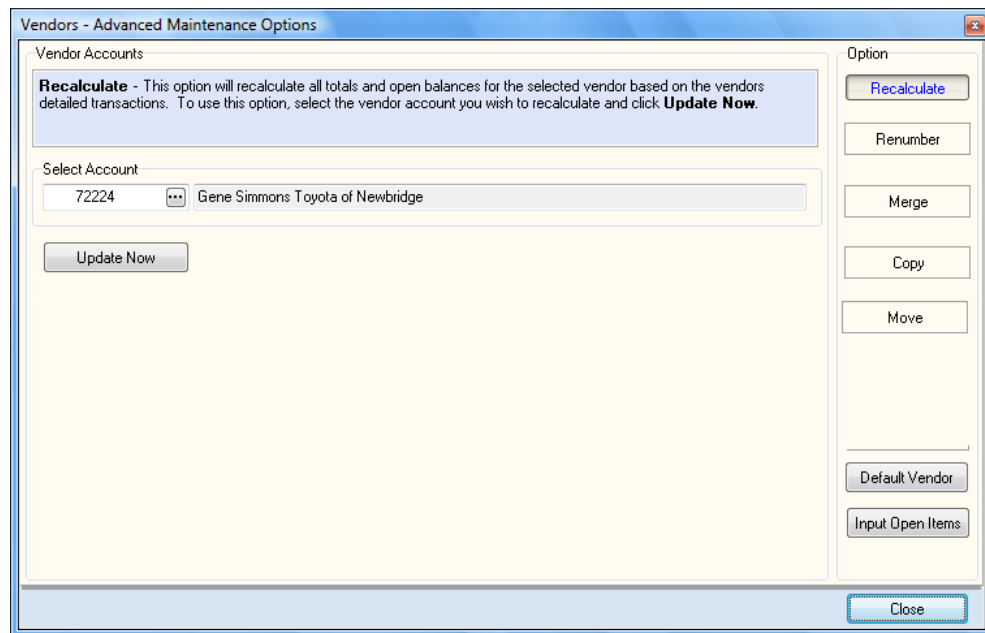 Vendors - Advanced Maintenance Options
Vendor Accounts
Recalculate - This option will recalculate all totals and open balances for the selected vendor based on the vendors
detailed transactions. To use this option, select the vendor account you wish to recalculate and click Update Now.
Select Account
72224 ... Gene Simmons Toyota of Newbridge
Update Now
Option
Recalculate
Renumber
Merge
Copy
Move
Default Vendor
Input Open Items
Close